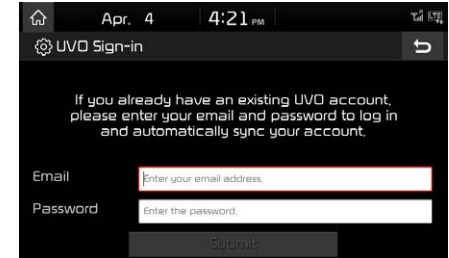 Apr. 4 4:21 PM LTE
UVO Sign-in
If you already have an existing UVO account,
please enter your email and password to log in
and automatically sync your account.
Email Enter your email address.
Password Enter the password.
Submit